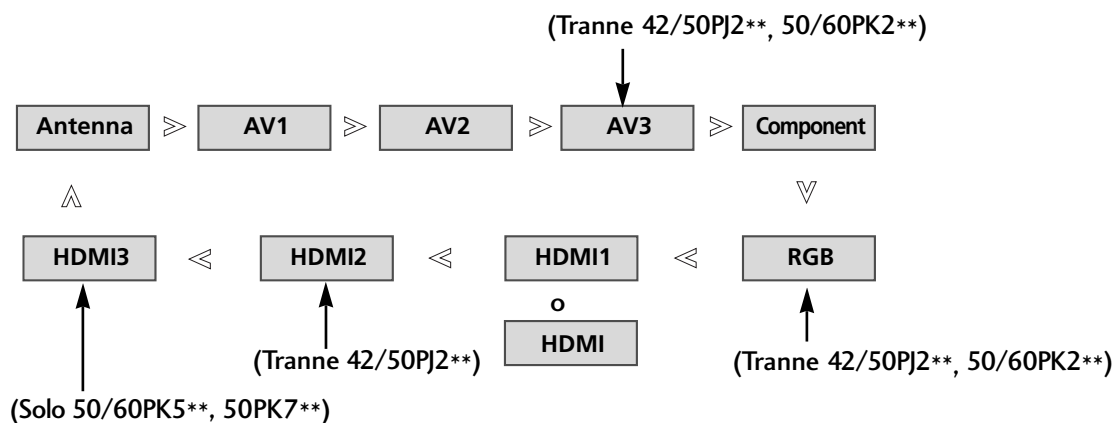 (Tranne 42/50PJ2**, 50/60PK2**)
Antenna AV1 AV2 AV3 Component
HDMI3 HDMI2 HDMI1 RGB
o
HDMI
(Tranne 42/50PJ2**) (Tranne 42/50PJ2**, 50/60PK2**)
(Solo 50/60PK5**, 50PK7**)